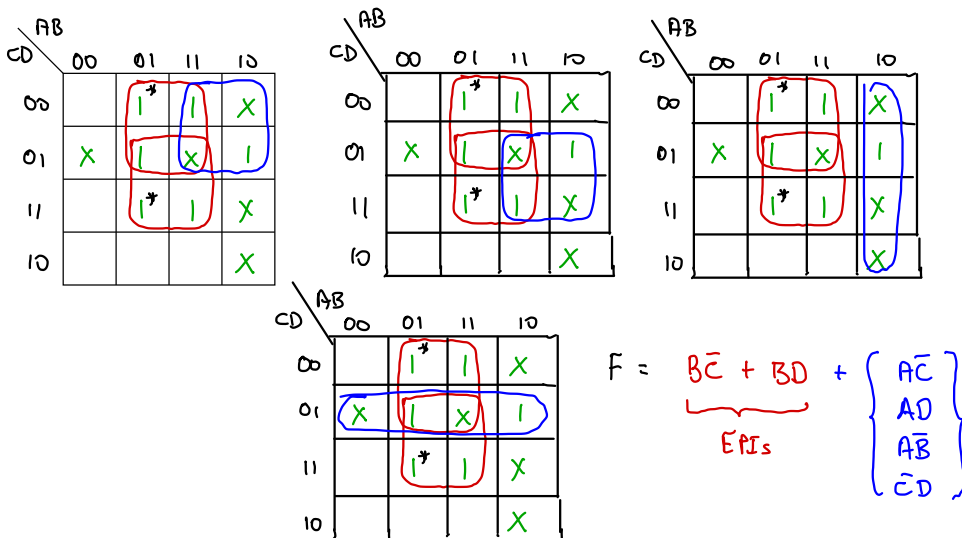 AB
CD 00 01 11 10
00 1* 1 X
01 X 1 X 1
11 1* 1 X
10 X
AB
CD 00 01 11 10
00 1* 1 X
01 X 1 X 1
11 1* 1 X
10 X
AB
CD 00 01 11 10
00 1* 1 X
01 X 1 X 1
11 1* 1 X
10 X
AB
CD 00 01 11 10
00 1* 1 X
01 X 1 X 1
11 1* 1 X
10 X
F = BC̅ + BD + { AC̅
AD
AB̅
C̅D }
EPIs